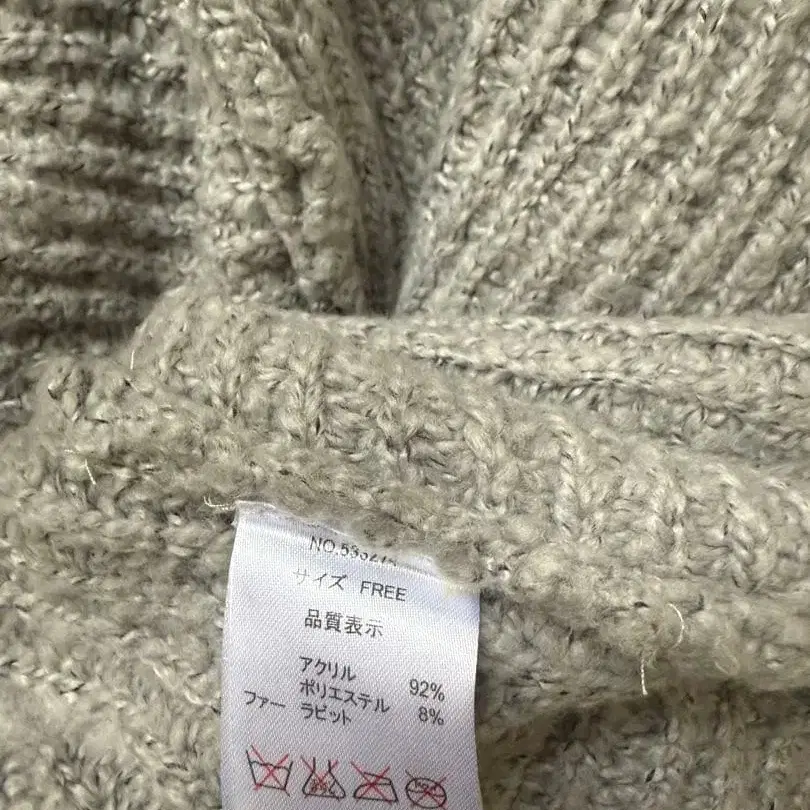 サイズ FREE
品質表示
アクリル 92%
ポリエステル 8%
ファー ラビット